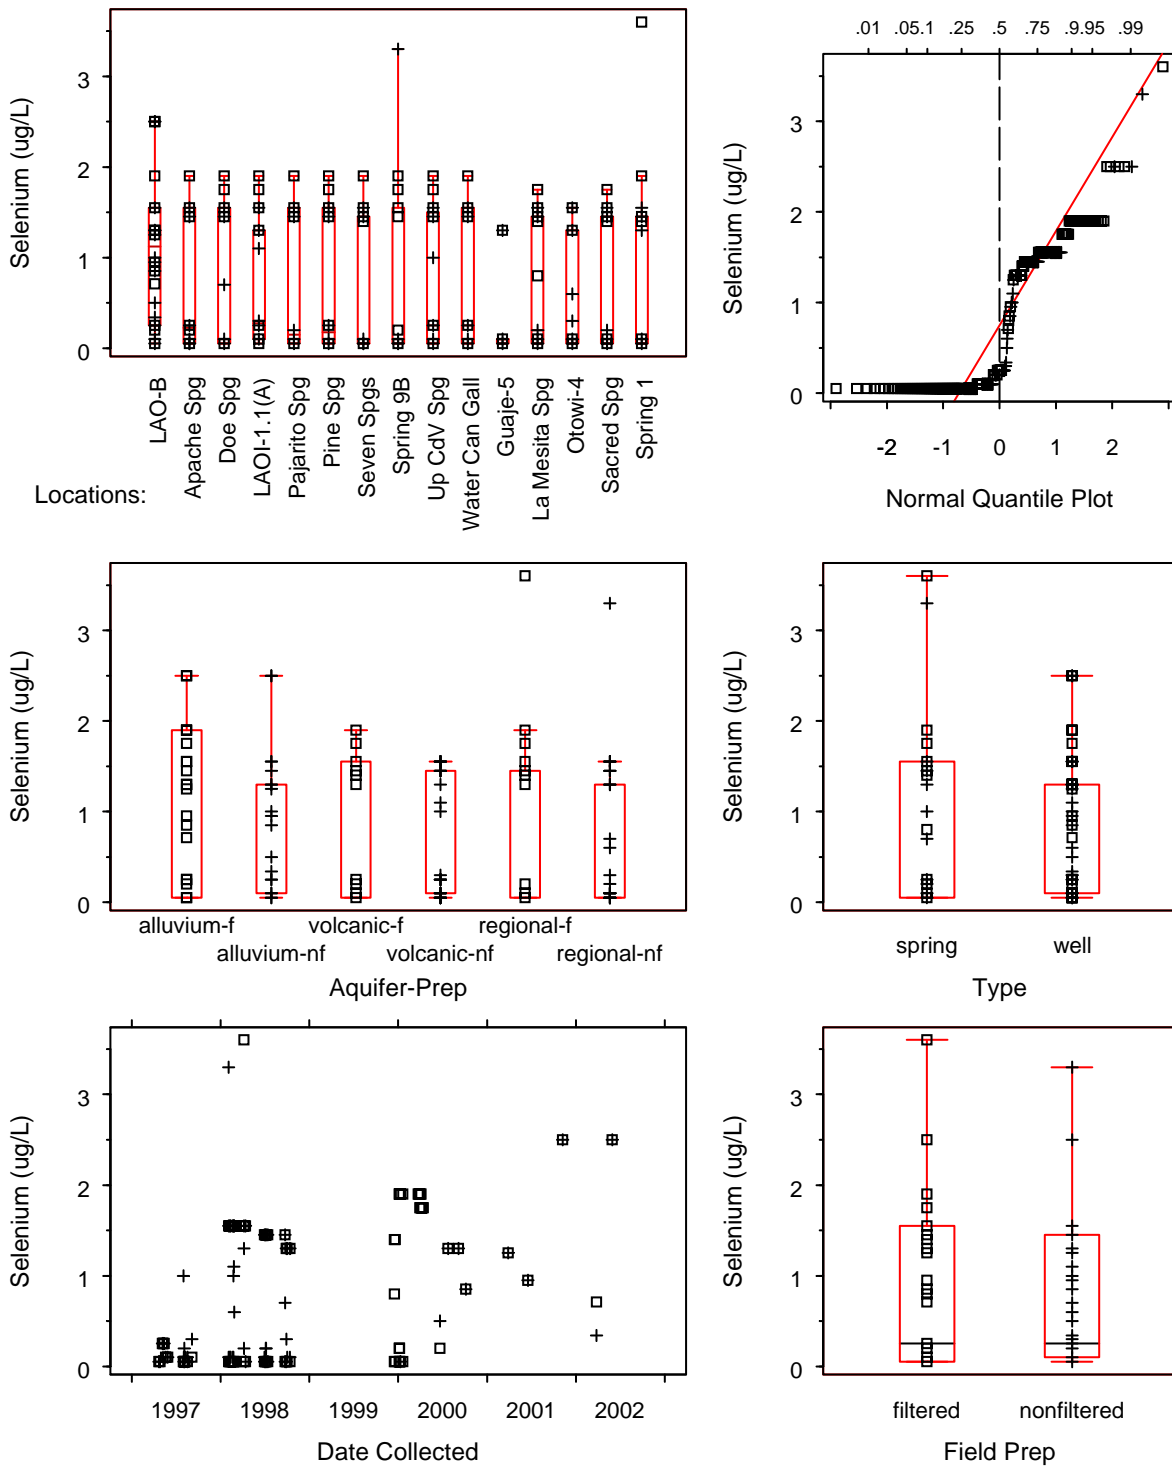 Selenium (ug/L)
3
2
1
0
LAO-B
Apache Spg
Doe Spg
LAOI-1.1(A)
Pajarito Spg
Pine Spg
Seven Spgs
Spring 9B
Up CdV Spg
Water Can Gall
Guaje-5
La Mesita Spg
Otowi-4
Sacred Spg
Spring 1
Locations:
.01 .05 .1 .25 .5 .75 .9 .95 .99
Selenium (ug/L)
3
2
1
0
-2 -1 0 1 2
Normal Quantile Plot
Selenium (ug/L)
3
2
1
0
alluvium-f volcanic-f regional-f
alluvium-nf volcanic-nf regional-nf
Aquifer-Prep
Selenium (ug/L)
3
2
1
0
spring well
Type
Selenium (ug/L)
3
2
1
0
1997 1998 1999 2000 2001 2002
Date Collected
Selenium (ug/L)
3
2
1
0
filtered nonfiltered
Field Prep